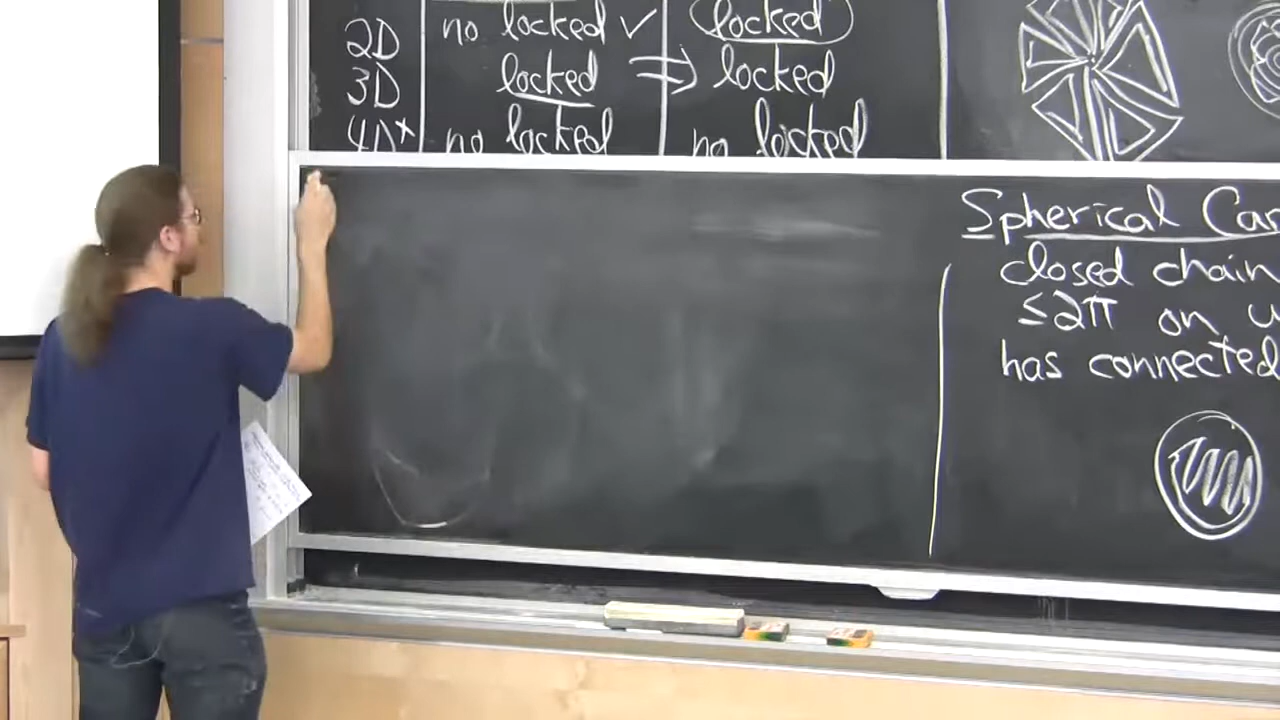 2D no locked ✓ locked
3D locked ⇒ locked
4D+ no locked no locked
Spherical
closed chain
≤2π on
has connected